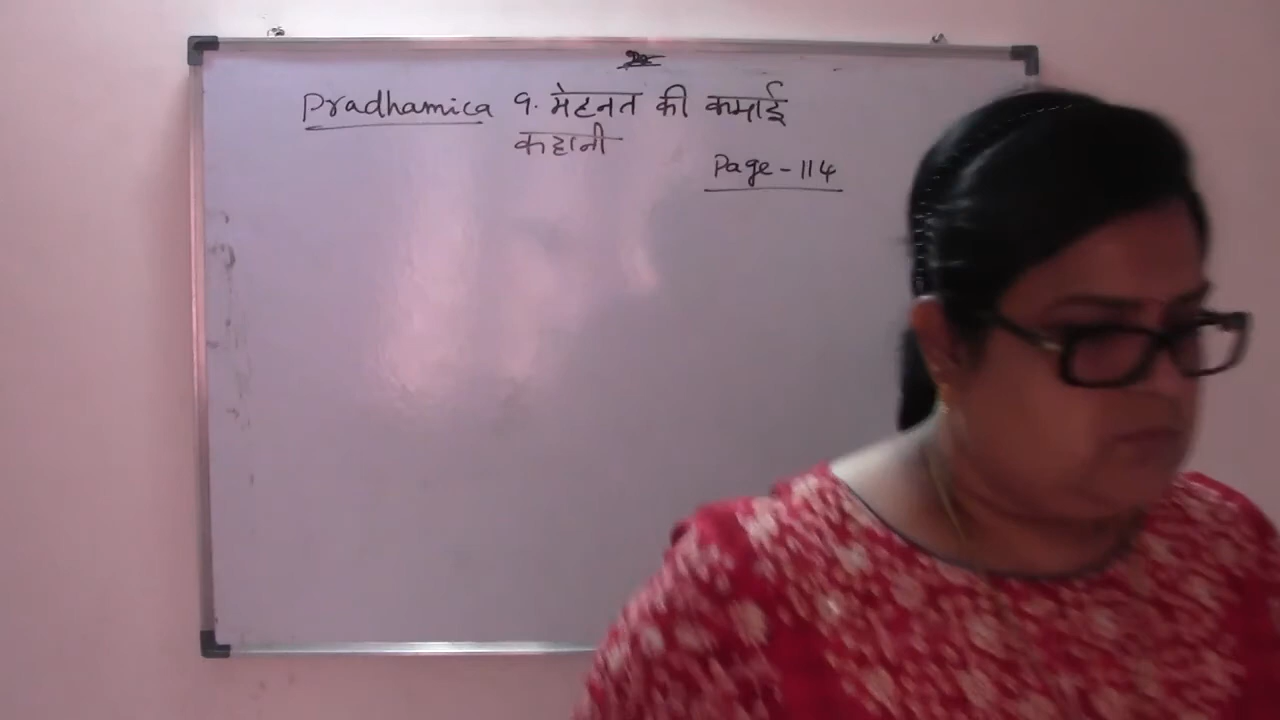 Pradhamica 9. मेहनत की कमाई
कहानी
Page - 114